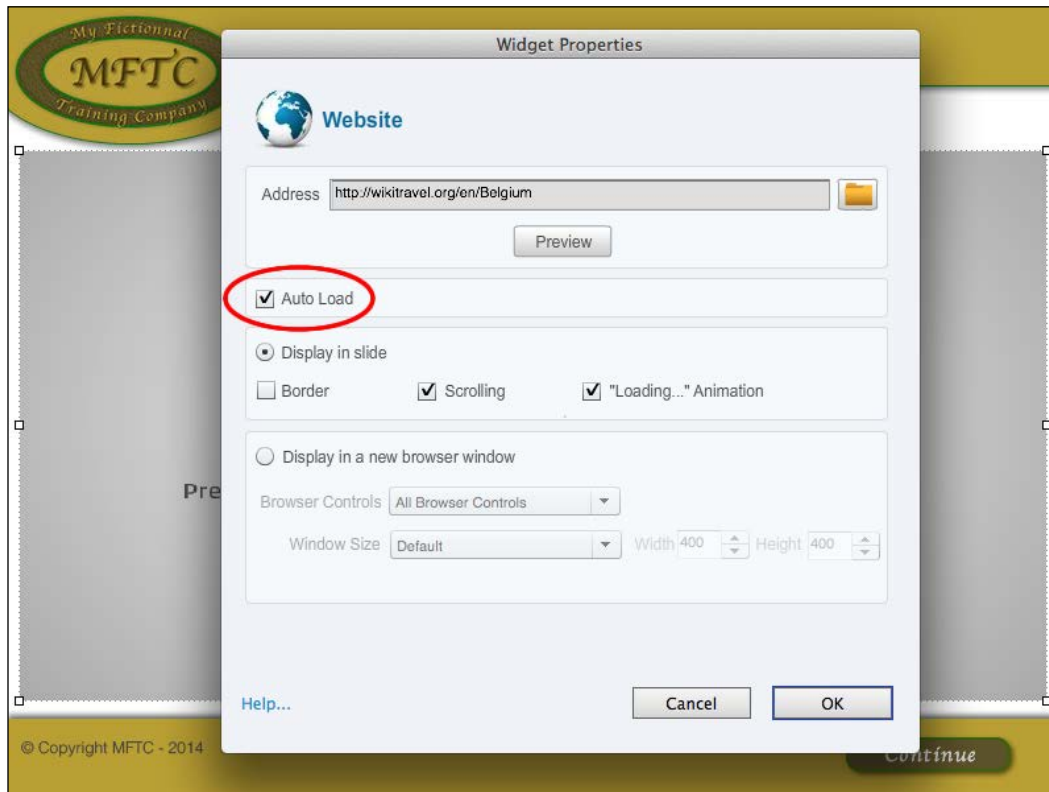 My Fictionnal
MFTC
Training Company
Widget Properties
Website
Address http://wikitravel.org/en/Belgium
Preview
Auto Load
Display in slide
Border Scrolling "Loading..." Animation
Display in a new browser window
Pre
Browser Controls All Browser Controls
Window Size Default Width 400 Height 400
Help... Cancel OK
© Copyright MFTC - 2014
Continue